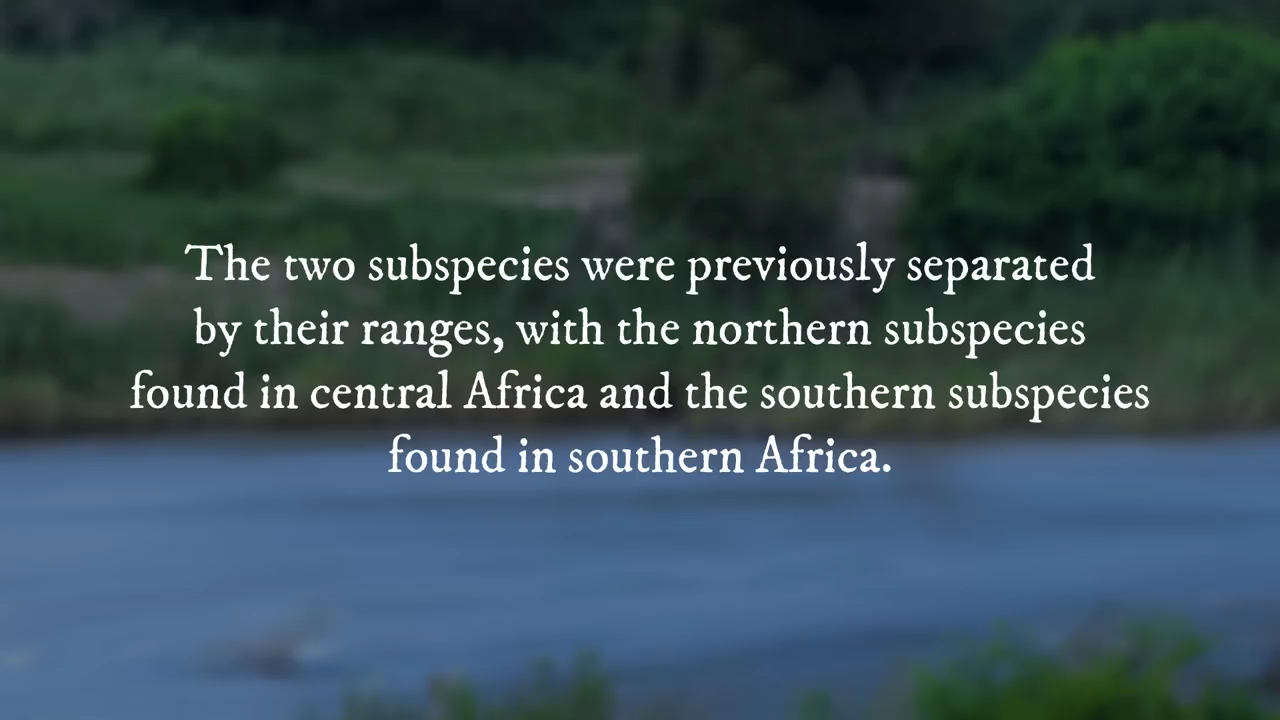 The two subspecies were previously separated
by their ranges, with the northern subspecies
found in central Africa and the southern subspecies
found in southern Africa.